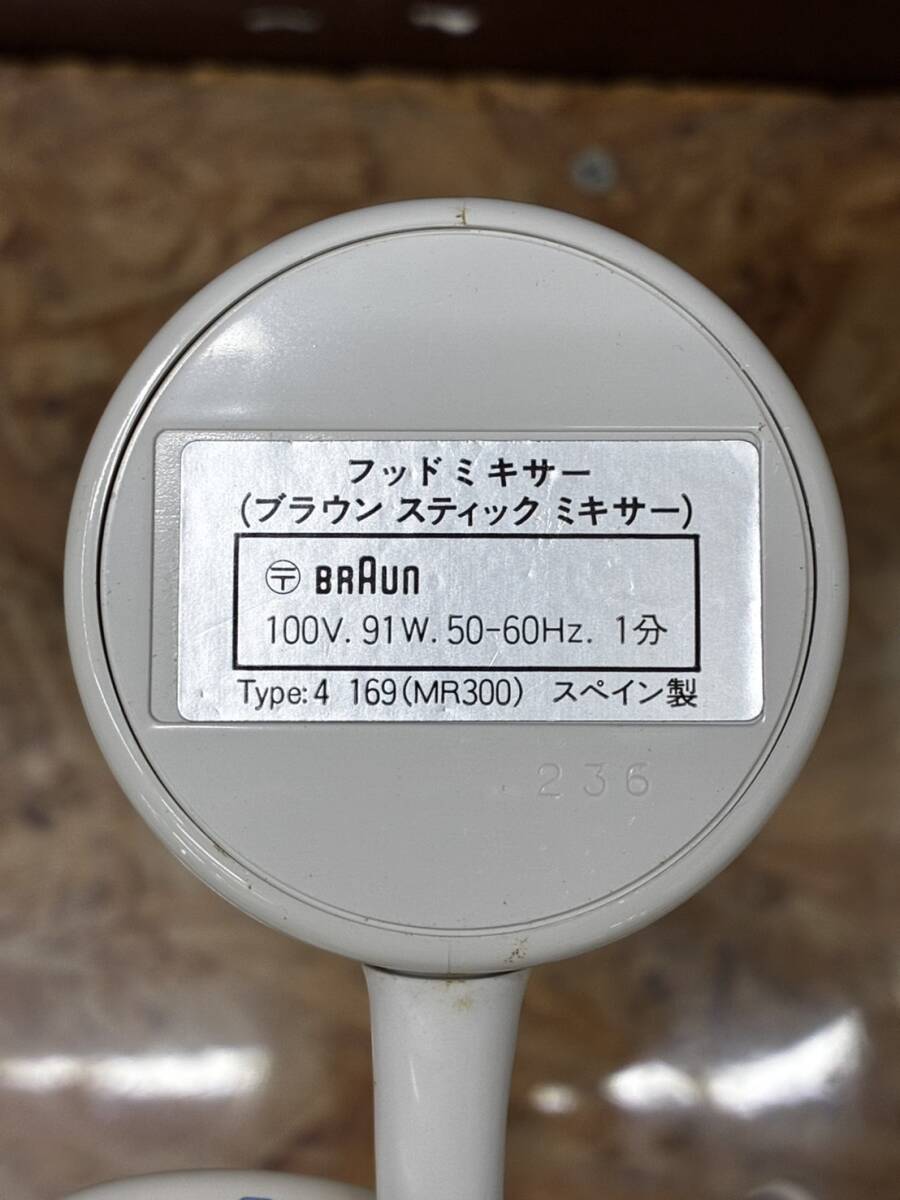 フッドミキサー
(ブラウン スティック ミキサー)
〒 BRAUN
100V. 91W. 50-60Hz. 1分
Type:4 169(MR300) スペイン製
236